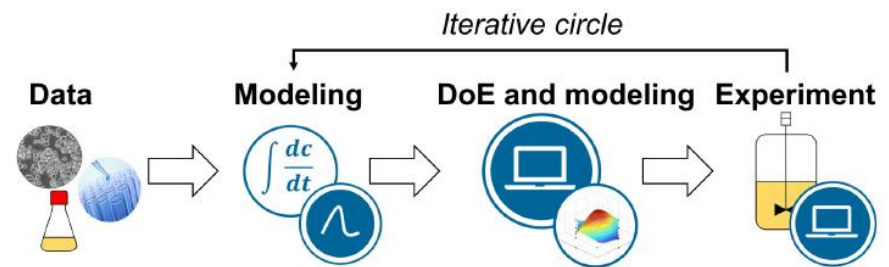 Iterative circle
Data
Modeling
DoE and modeling
Experiment
∫ dc/dt